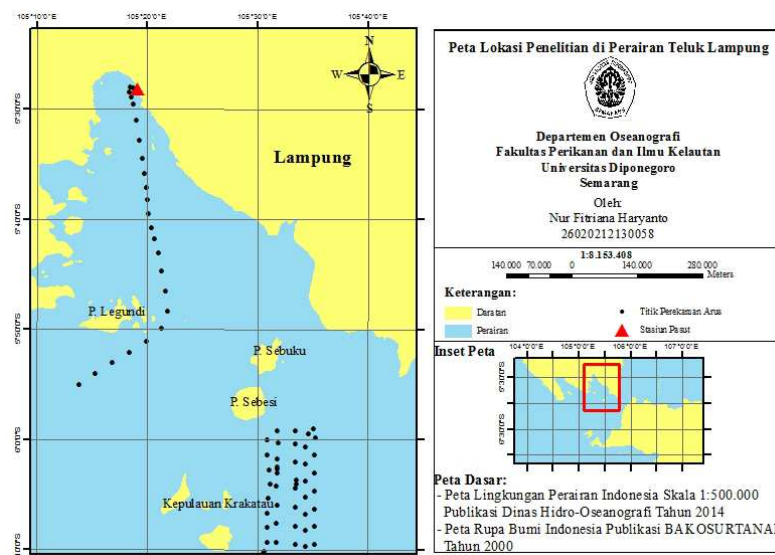 105°10'0"E 105°20'0"E 105°30'0"E 105°40'0"E
N
W E
S
Lampung
P. Legundi
P. Sebuku
P. Sebesi
Kepulauan Krakatau
Peta Lokasi Penelitian di Perairan Teluk Lampung
Departemen Oseanografi
Fakultas Perikanan dan Ilmu Kelautan
Universitas Diponegoro
Semarang
Oleh:
Nur Fitriana Haryanto
26020212130058
1:8.153.408
140.000 70.000 0 140.000 280.000
Meters
Keterangan:
Daratan
Perairan
Titik Perekaman Arus
Stasiun Pasut
Inset Peta
104°0'0"E 105°0'0"E 106°0'0"E 107°0'0"E
Peta Dasar:
- Peta Lingkungan Perairan Indonesia Skala 1:500.000
Publikasi Dinas Hidro-Oseanografi Tahun 2014
- Peta Rupa Bumi Indonesia Publikasi BAKOSURTANAL
Tahun 2000